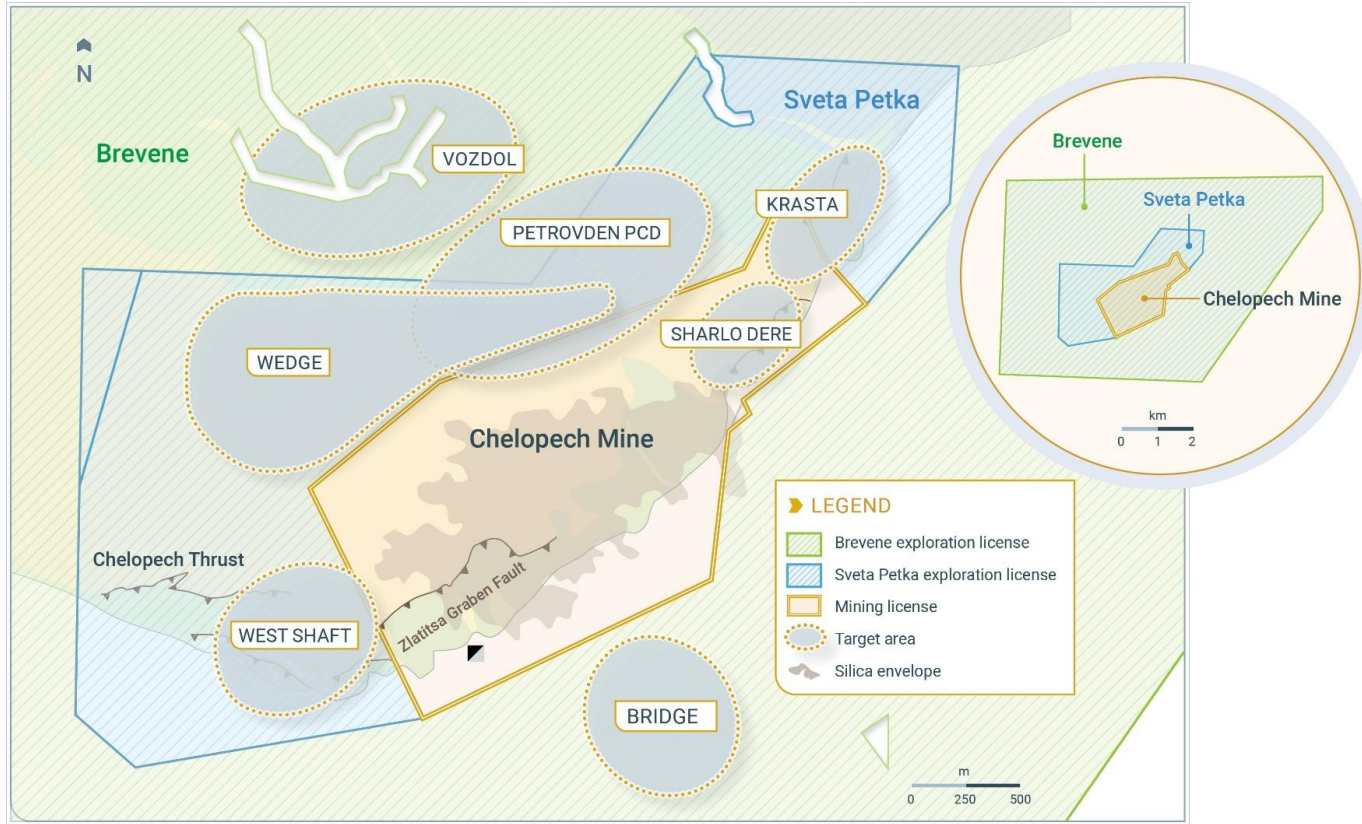 N
Brevene
Sveta Petka
VOZDOL
KRASTA
PETROVDEN PCD
SHARLO DERE
WEDGE
Chelopech Mine
Chelopech Thrust
Zlatitsa Graben Fault
WEST SHAFT
BRIDGE
Brevene
Sveta Petka
Chelopech Mine
km
0 1 2
LEGEND
Brevene exploration license
Sveta Petka exploration license
Mining license
Target area
Silica envelope
m
0 250 500